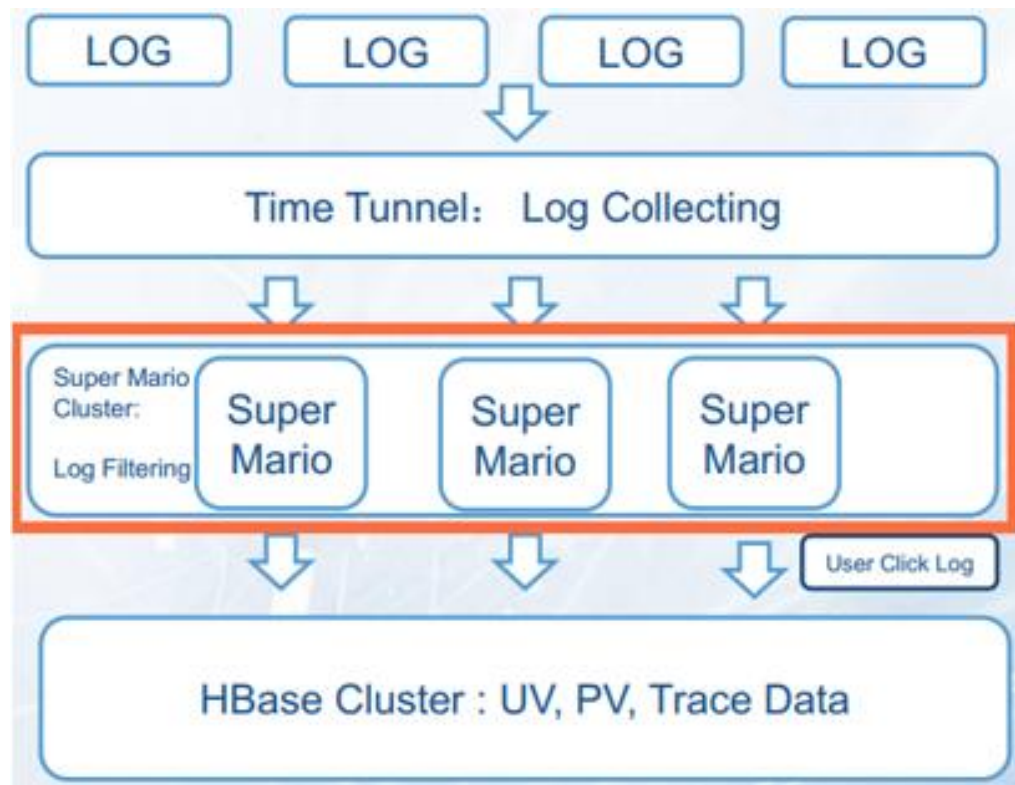 LOG
LOG
LOG
LOG
Time Tunnel： Log Collecting
Super Mario
Cluster:
Log Filtering
Super
Mario
Super
Mario
Super
Mario
User Click Log
HBase Cluster : UV, PV, Trace Data